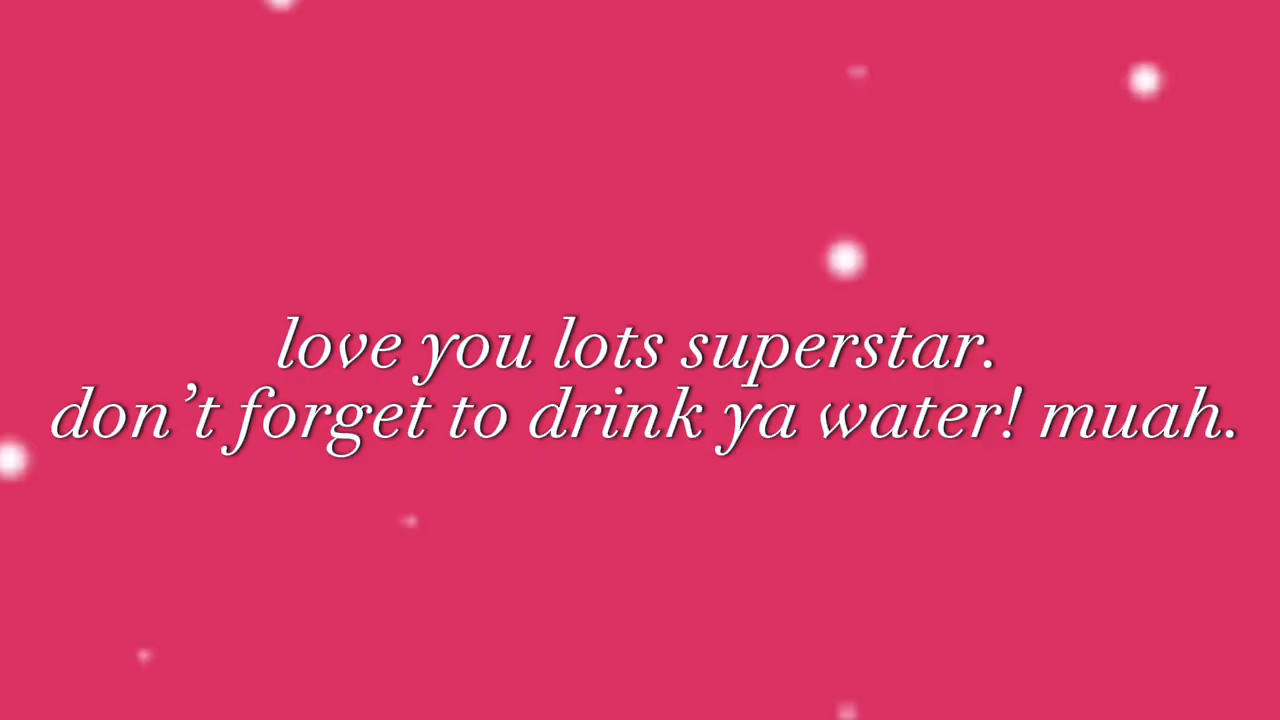 love you lots superstar.
don’t forget to drink ya water! muah.